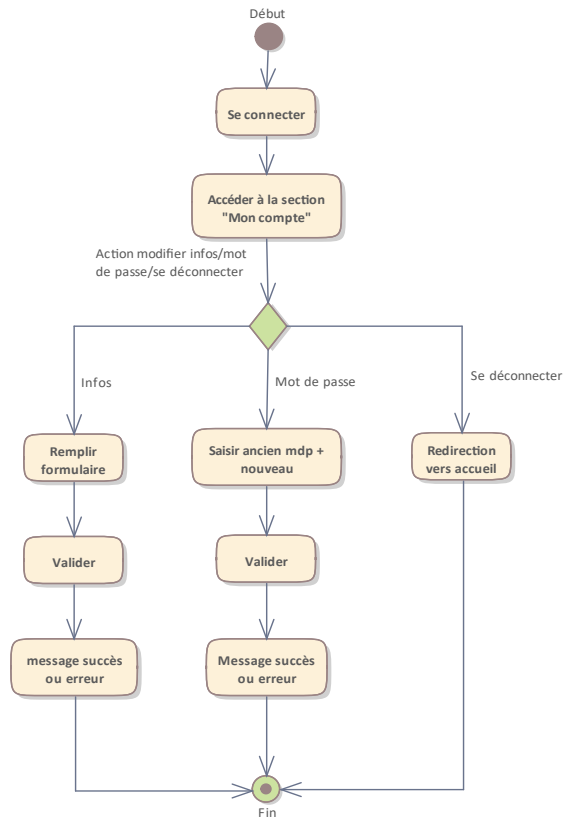 Début
Se connecter
Accéder à la section
"Mon compte"
Action modifier infos/mot
de passe/se déconnecter
Infos
Mot de passe
Se déconnecter
Remplir
formulaire
Saisir ancien mdp +
nouveau
Redirection
vers accueil
Valider
Valider
message succès
ou erreur
Message succès
ou erreur
Fin